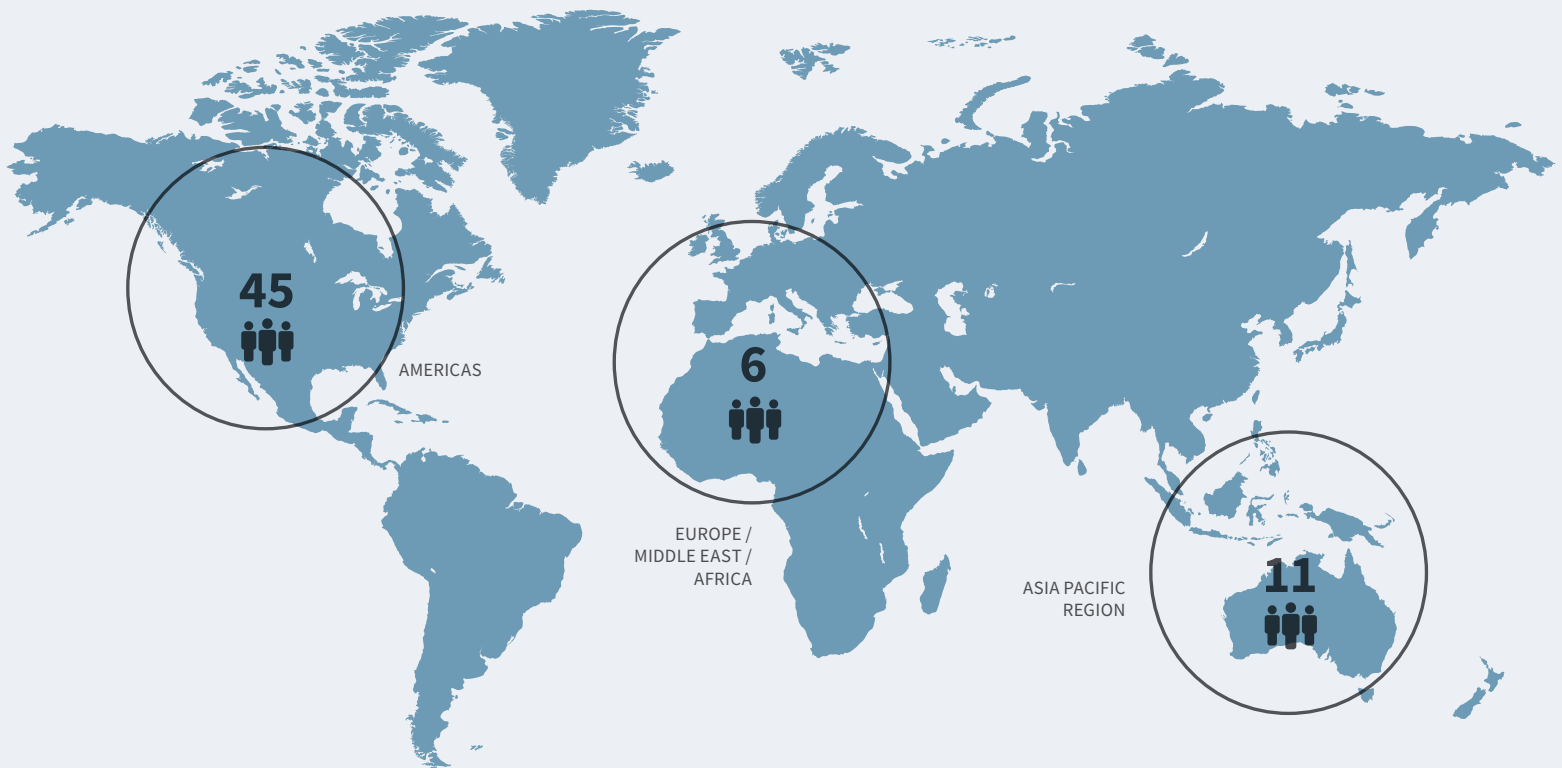 45
AMERICAS
6
EUROPE /
MIDDLE EAST /
AFRICA
11
ASIA PACIFIC
REGION